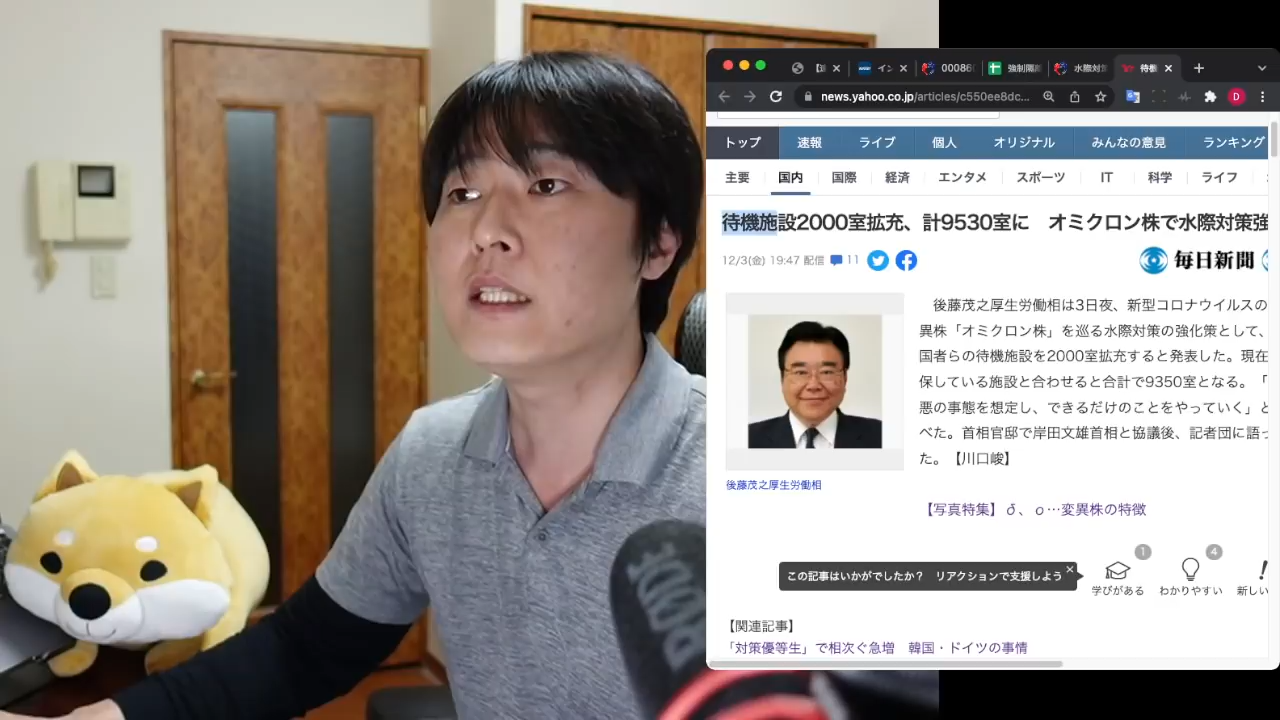 【
イン
0008
強制隔
水際対
待機
news.yahoo.co.jp/articles/c550ee8dc...
D
トップ 速報 ライブ 個人 オリジナル みんなの意見 ランキング
主要 国内 国際 経済 エンタメ スポーツ IT 科学 ライフ
待機施設2000室拡充、計9530室に オミクロン株で水際対策強
12/3(金) 19:47 配信 11
毎日新聞
後藤茂之厚生労働相は3日夜、新型コロナウイルスの
異株「オミクロン株」を巡る水際対策の強化策として、
国者らの待機施設を2000室拡充すると発表した。現在
保している施設と合わせると合計で9350室となる。「
悪の事態を想定し、できるだけのことをやっていく」と
べた。首相官邸で岸田文雄首相と協議後、記者団に語っ
た。【川口峻】
後藤茂之厚生労働相
【写真特集】♂、○…変異株の特徴
この記事はいかがでしたか? リアクションで支援しよう
1
4
学びがある わかりやすい 新しい
【関連記事】
「対策優等生」で相次ぐ急増 韓国・ドイツの事情
RØDE